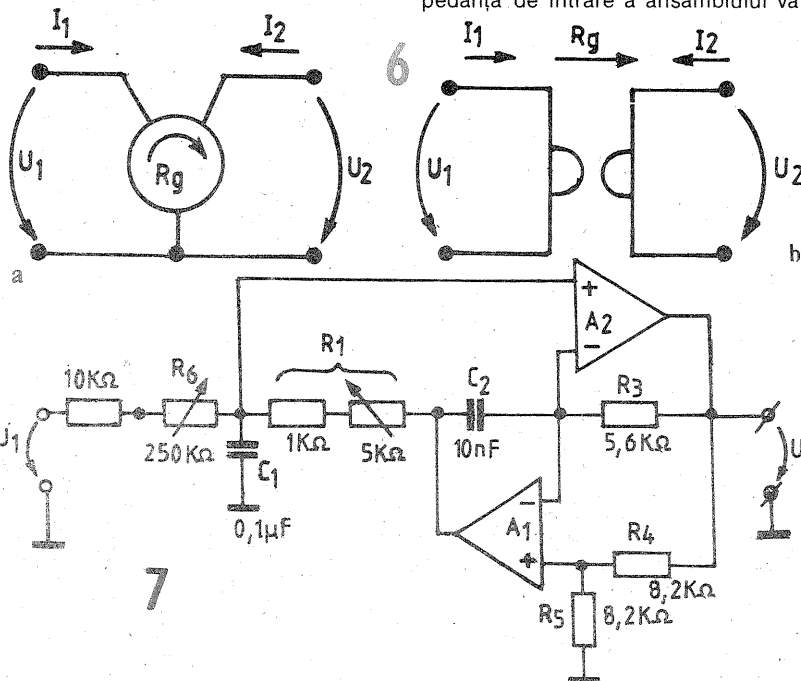 pedanța de intrare a ansamblului va
I1
I2
U1
Rg
U2
a
6
I1
Rg
I2
U1
U2
b
+
A2
−
R1
10KΩ
R6
250KΩ
C1
0,1µF
1KΩ
5KΩ
C2
10nF
R3
5,6KΩ
J1
U
−
A1
+
R4
8,2KΩ
R5
8,2KΩ
7